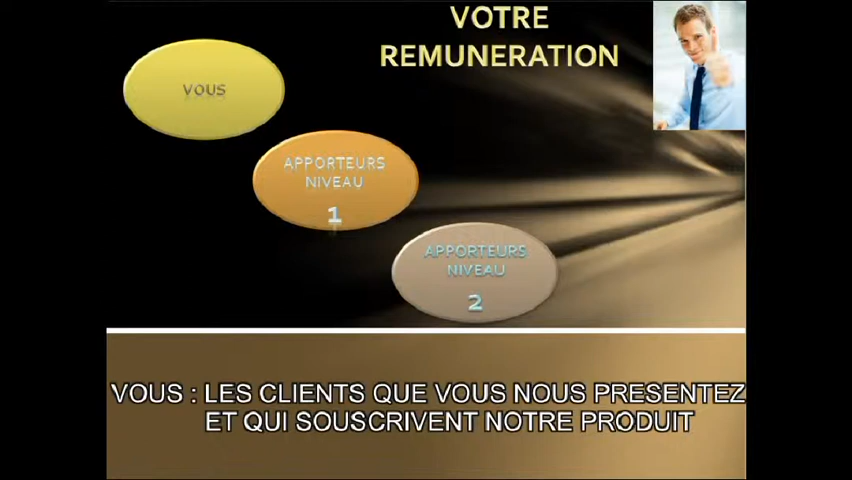 VOTRE
REMUNERATION
VOUS
APPORTEURS
NIVEAU
1
APPORTEURS
NIVEAU
2
VOUS : LES CLIENTS QUE VOUS NOUS PRESENTEZ
ET QUI SOUSCRIVENT NOTRE PRODUIT